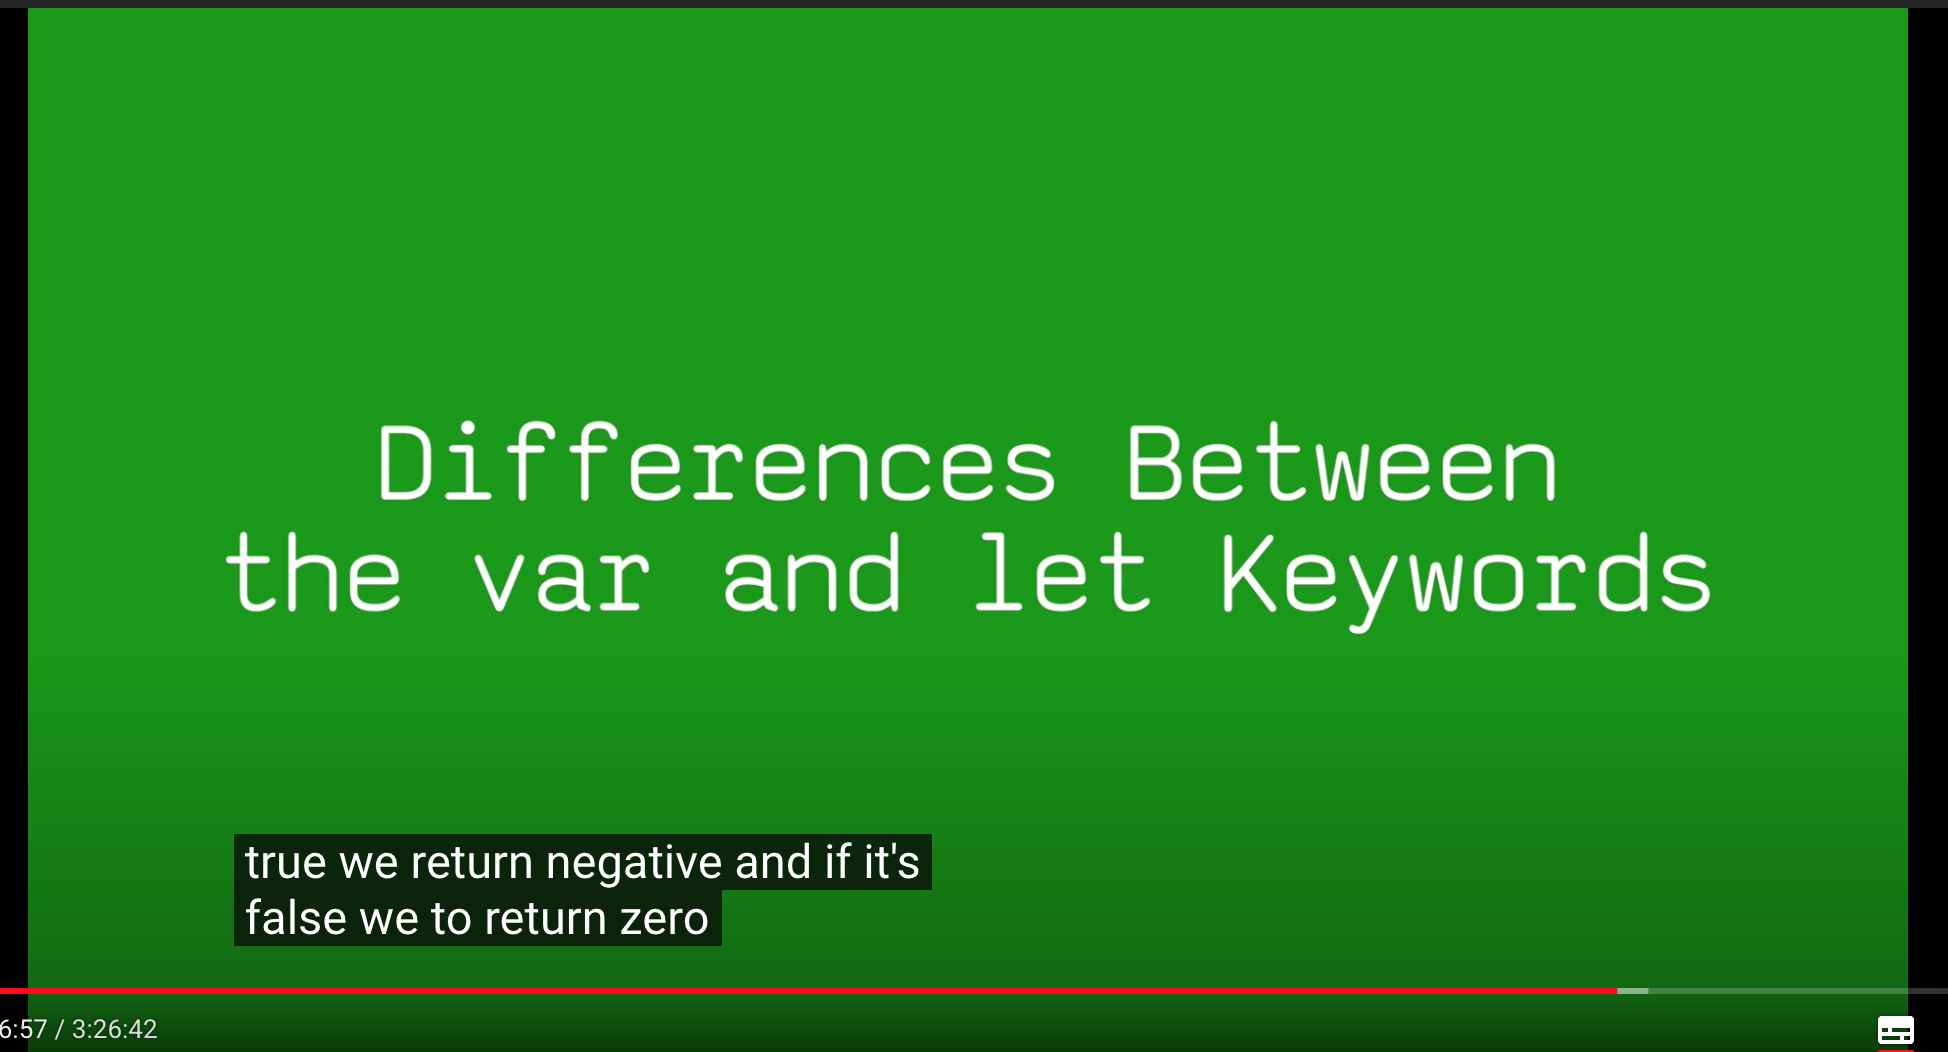 Differences Between
the var and let Keywords
true we return negative and if it's
false we to return zero
6:57 / 3:26:42